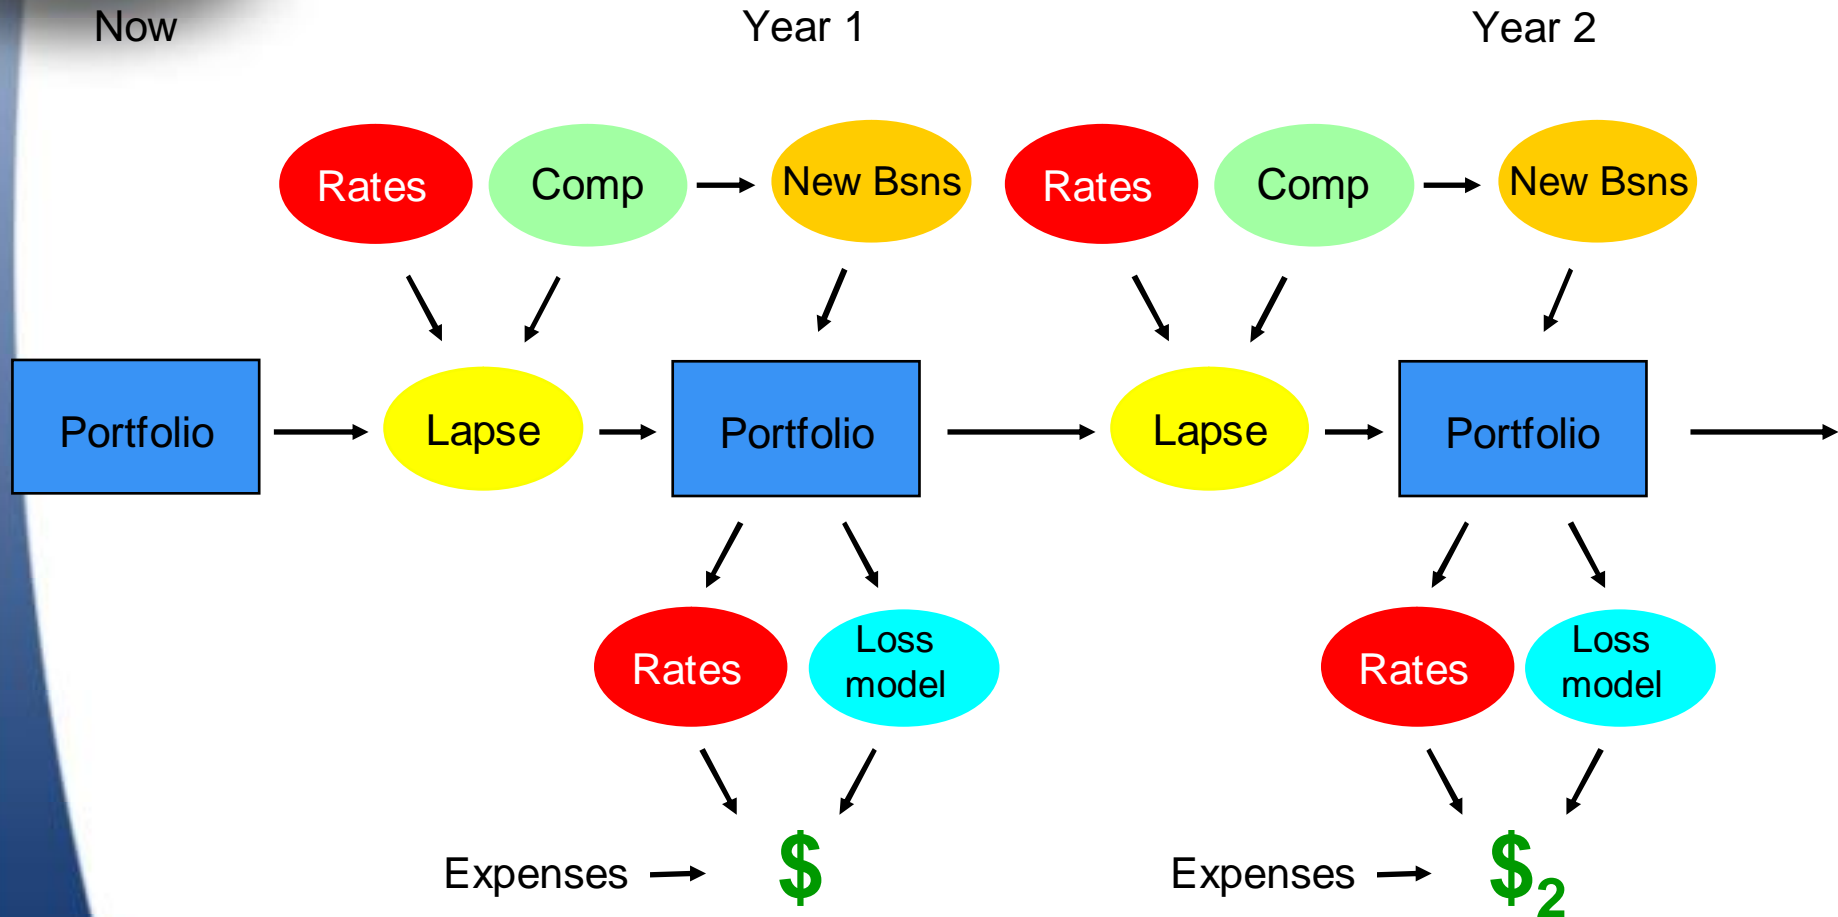 Now
Year 1
Year 2
Rates
Comp
New Bsns
Rates
Comp
New Bsns
Portfolio
Lapse
Portfolio
Lapse
Portfolio
Rates
Loss
model
Rates
Loss
model
Expenses
$
Expenses
$2